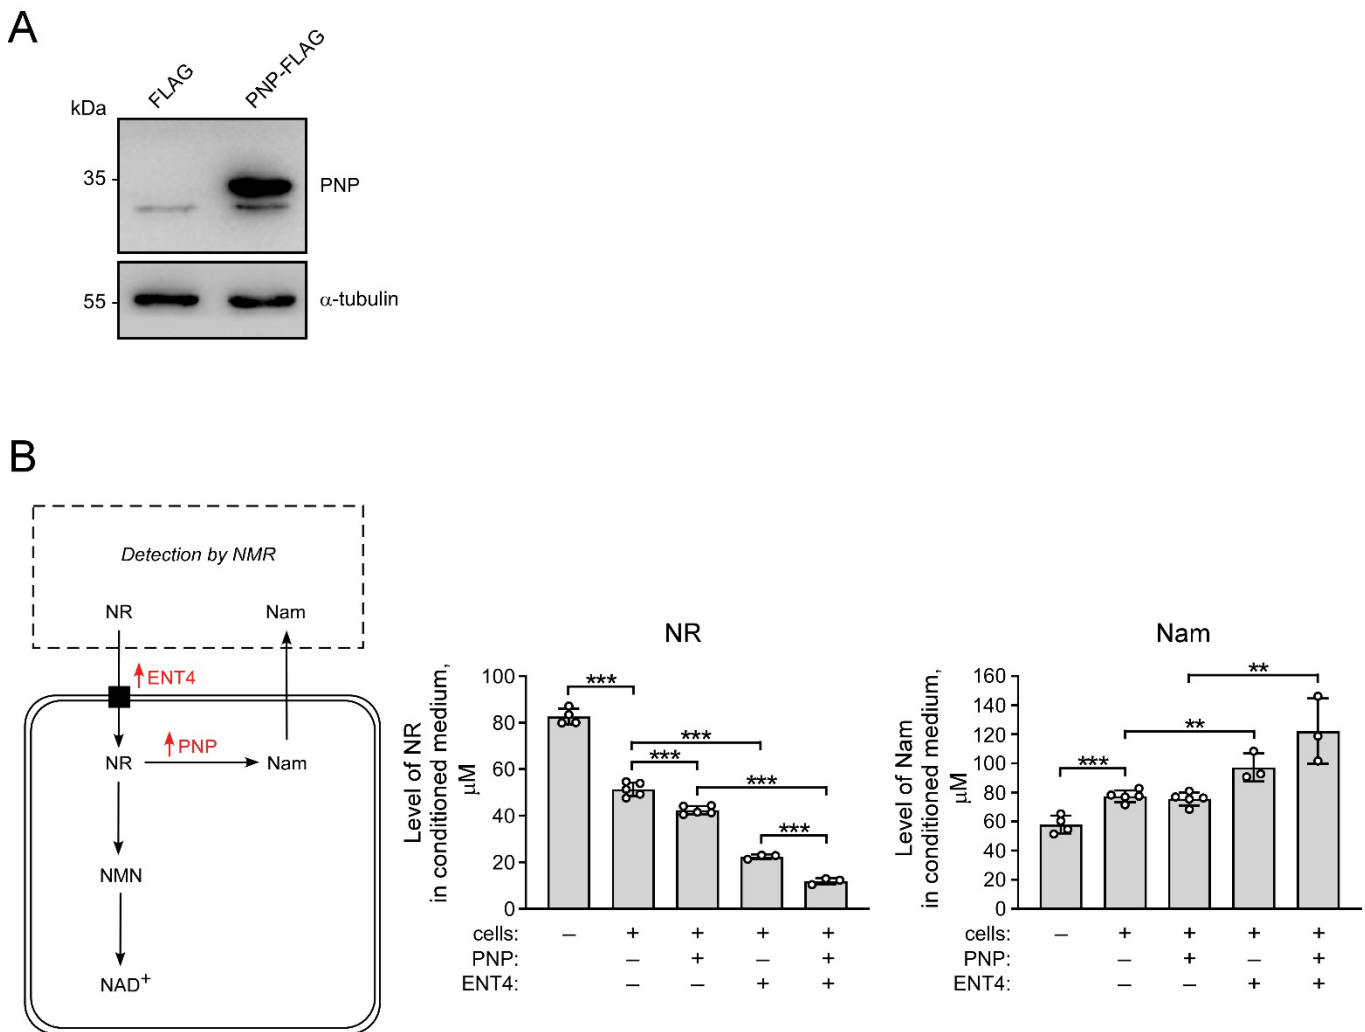 A
kDa
FLAG
PNP-FLAG
35
PNP
55
α-tubulin
B
Detection by NMR
NR
Nam
ENT4
NR
PNP
Nam
NMN
NAD+
NR
Level of NR
in conditioned medium,
μM
100
80
60
40
20
0
***
***
***
***
***
cells: – + + + +
PNP: – + – +
ENT4: – – + +
Nam
Level of Nam
in conditioned medium,
μM
160
140
120
100
80
60
40
20
0
***
**
**
cells: – + + + +
PNP: – + – +
ENT4: – – + +